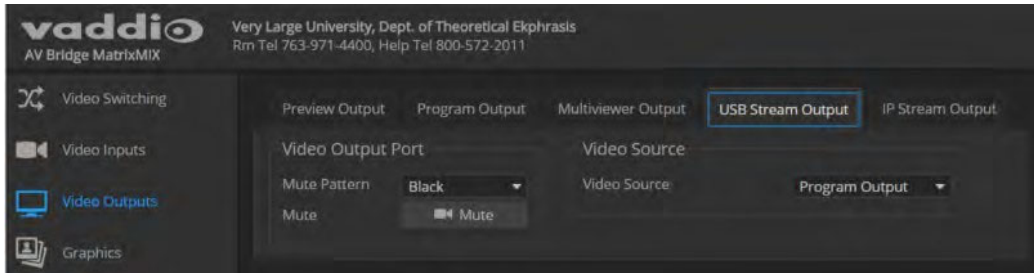 vaddio
AV Bridge MatrixMIX
Very Large University, Dept. of Theoretical Ekphrasis
Rm Tel 763-971-4400, Help Tel 800-572-2011
Video Switching
Video Inputs
Video Outputs
Graphics
Preview Output Program Output Multiviewer Output USB Stream Output IP Stream Output
Video Output Port Video Source
Mute Pattern Black Video Source Program Output
Mute Mute